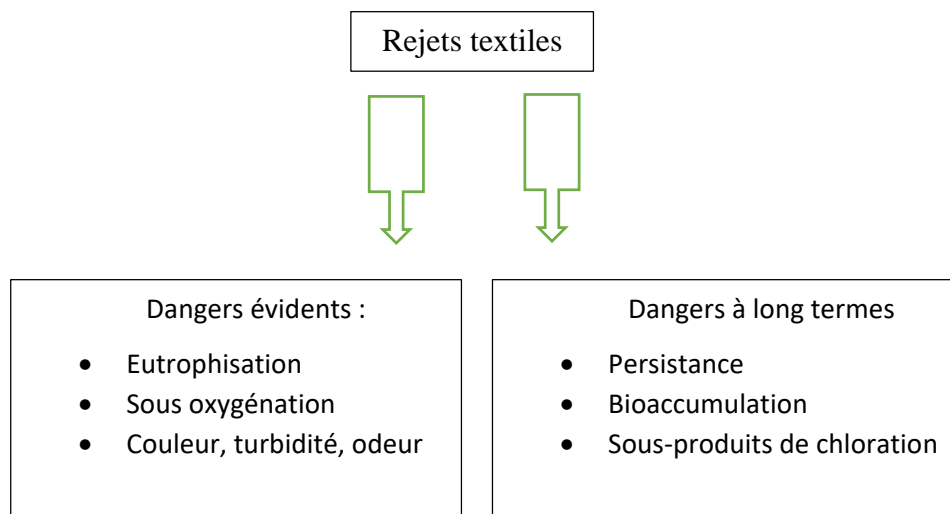 Rejets textiles
Dangers évidents :
• Eutrophisation
• Sous oxygénation
• Couleur, turbidité, odeur
Dangers à long termes
• Persistance
• Bioaccumulation
• Sous-produits de chloration